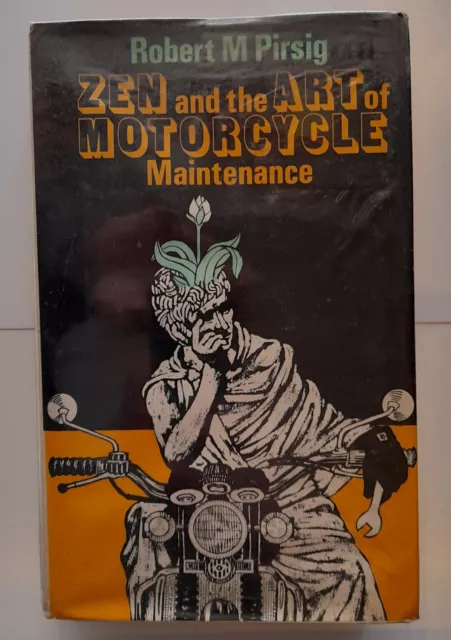 Robert M Pirsig
ZEN and the ART of
MOTORCYCLE
Maintenance